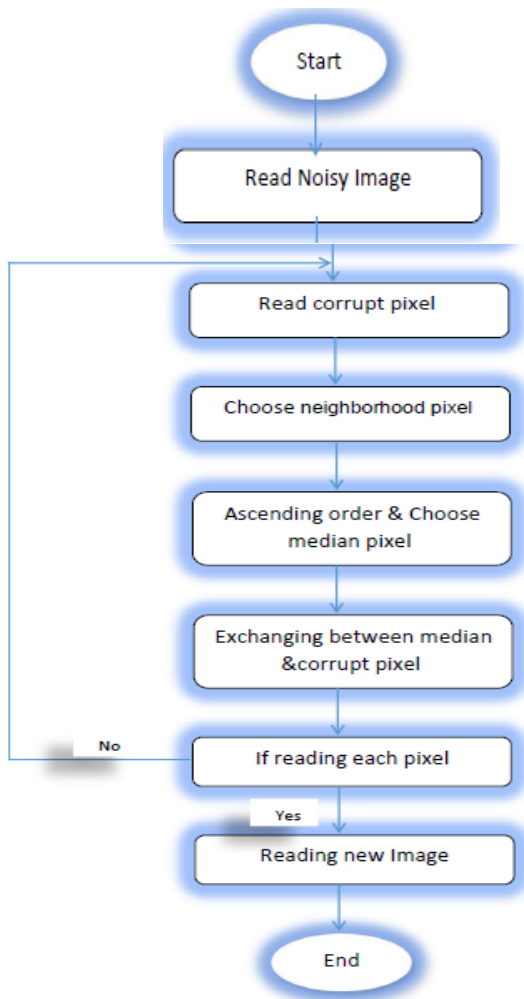 Start
Read Noisy Image
Read corrupt pixel
Choose neighborhood pixel
Ascending order & Choose
median pixel
Exchanging between median
&corrupt pixel
No
If reading each pixel
Yes
Reading new Image
End